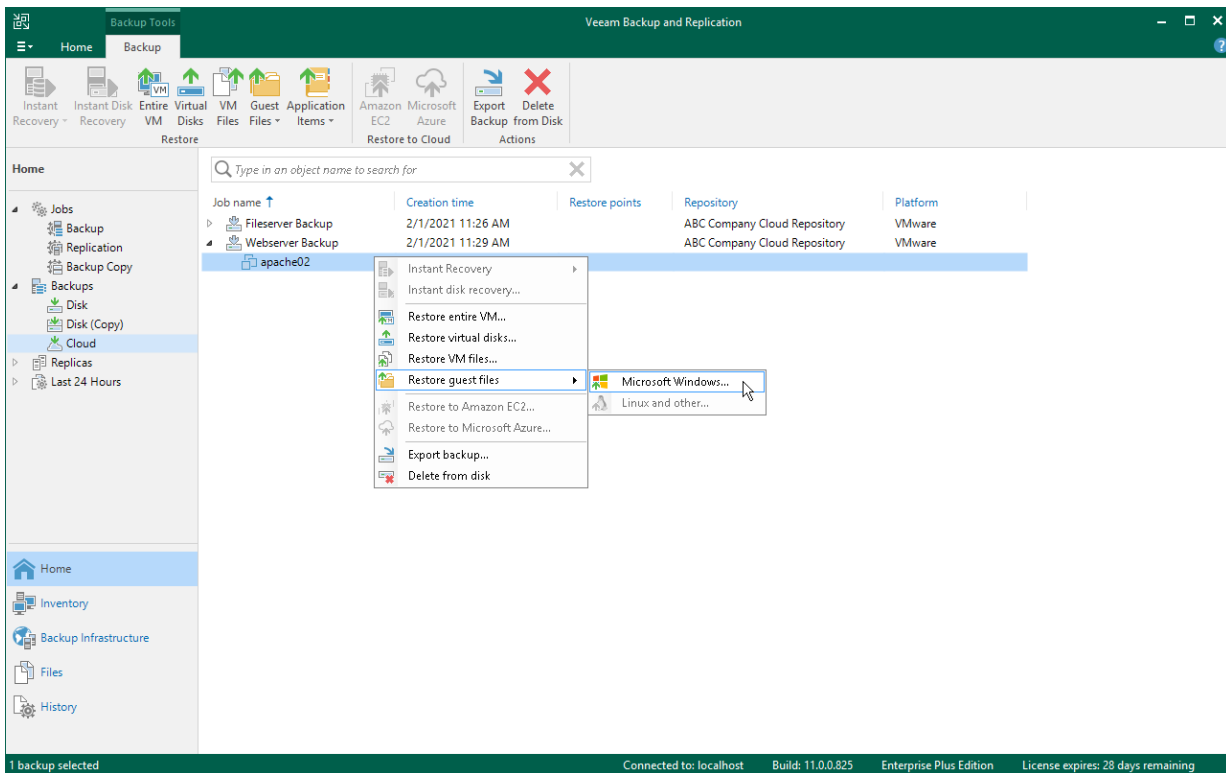 Backup Tools
Veeam Backup and Replication
Home Backup
Instant Recovery
Instant Disk Recovery
Entire VM
Virtual Disks
VM Files
Guest Files
Application Items
Amazon EC2
Microsoft Azure
Export Backup
Delete from Disk
Restore
Restore to Cloud
Actions
Home
Type in an object name to search for
Jobs
Backup
Replication
Backup Copy
Backups
Disk
Disk (Copy)
Cloud
Replicas
Last 24 Hours
Job name Creation time Restore points Repository Platform
Fileserver Backup 2/1/2021 11:26 AM ABC Company Cloud Repository VMware
Webserver Backup 2/1/2021 11:29 AM ABC Company Cloud Repository VMware
apache02
Instant Recovery
Instant disk recovery...
Restore entire VM...
Restore virtual disks...
Restore VM files...
Restore guest files
Microsoft Windows...
Linux and other...
Restore to Amazon EC2...
Restore to Microsoft Azure...
Export backup...
Delete from disk
Home
Inventory
Backup Infrastructure
Files
History
1 backup selected Connected to: localhost Build: 11.0.0.825 Enterprise Plus Edition License expires: 28 days remaining